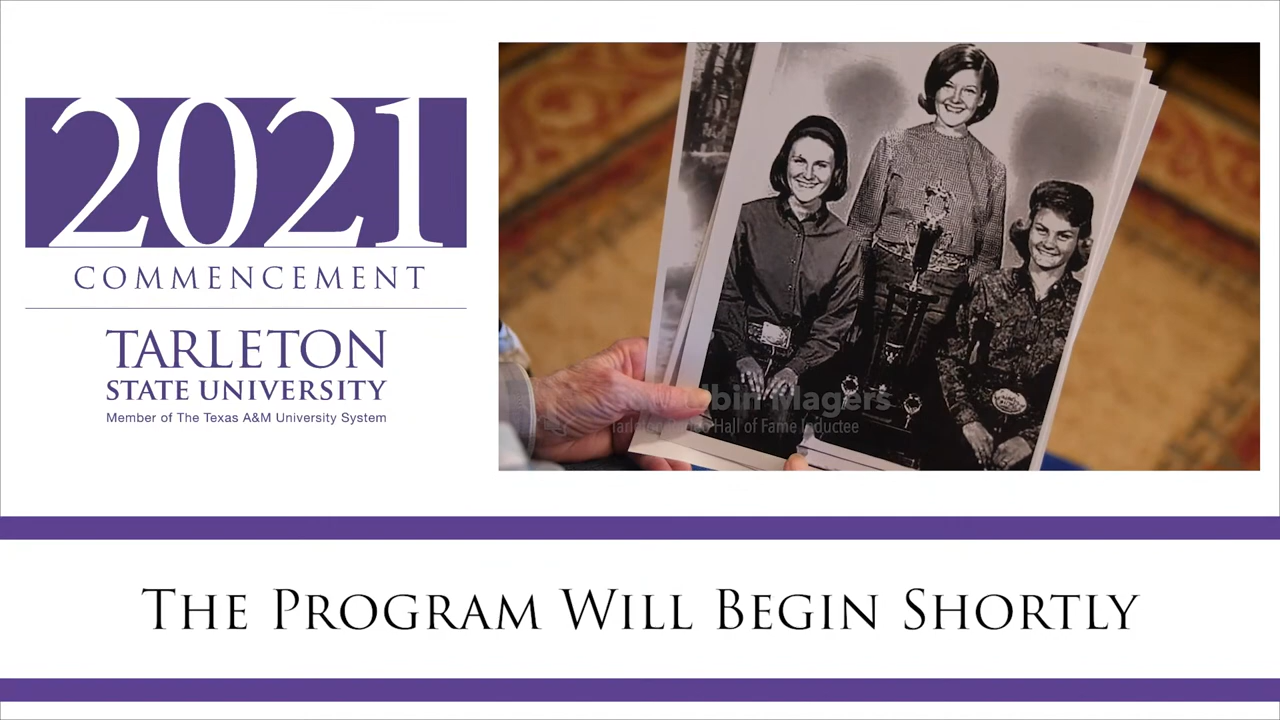 2021
COMMENCEMENT
TARLETON
STATE UNIVERSITY
Member of The Texas A&M University System
Magers
Hall of Fame Inductee
THE PROGRAM WILL BEGIN SHORTLY